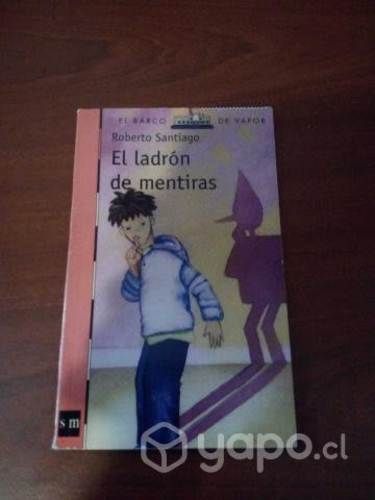 EL BARCO DE VAPOR
Roberto Santiago
El ladrón
de mentiras
sm
yapo.cl